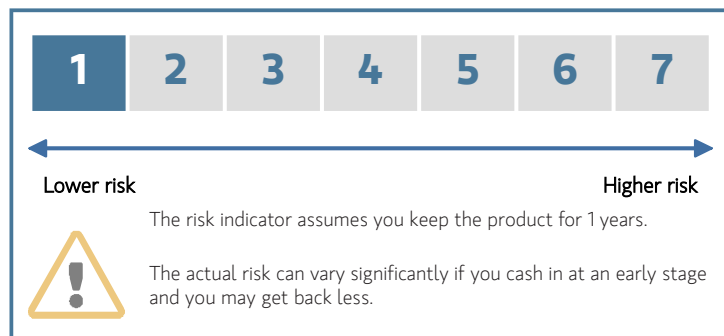 1 2 3 4 5 6 7
Lower risk Higher risk
The risk indicator assumes you keep the product for 1 years.
The actual risk can vary significantly if you cash in at an early stage
and you may get back less.